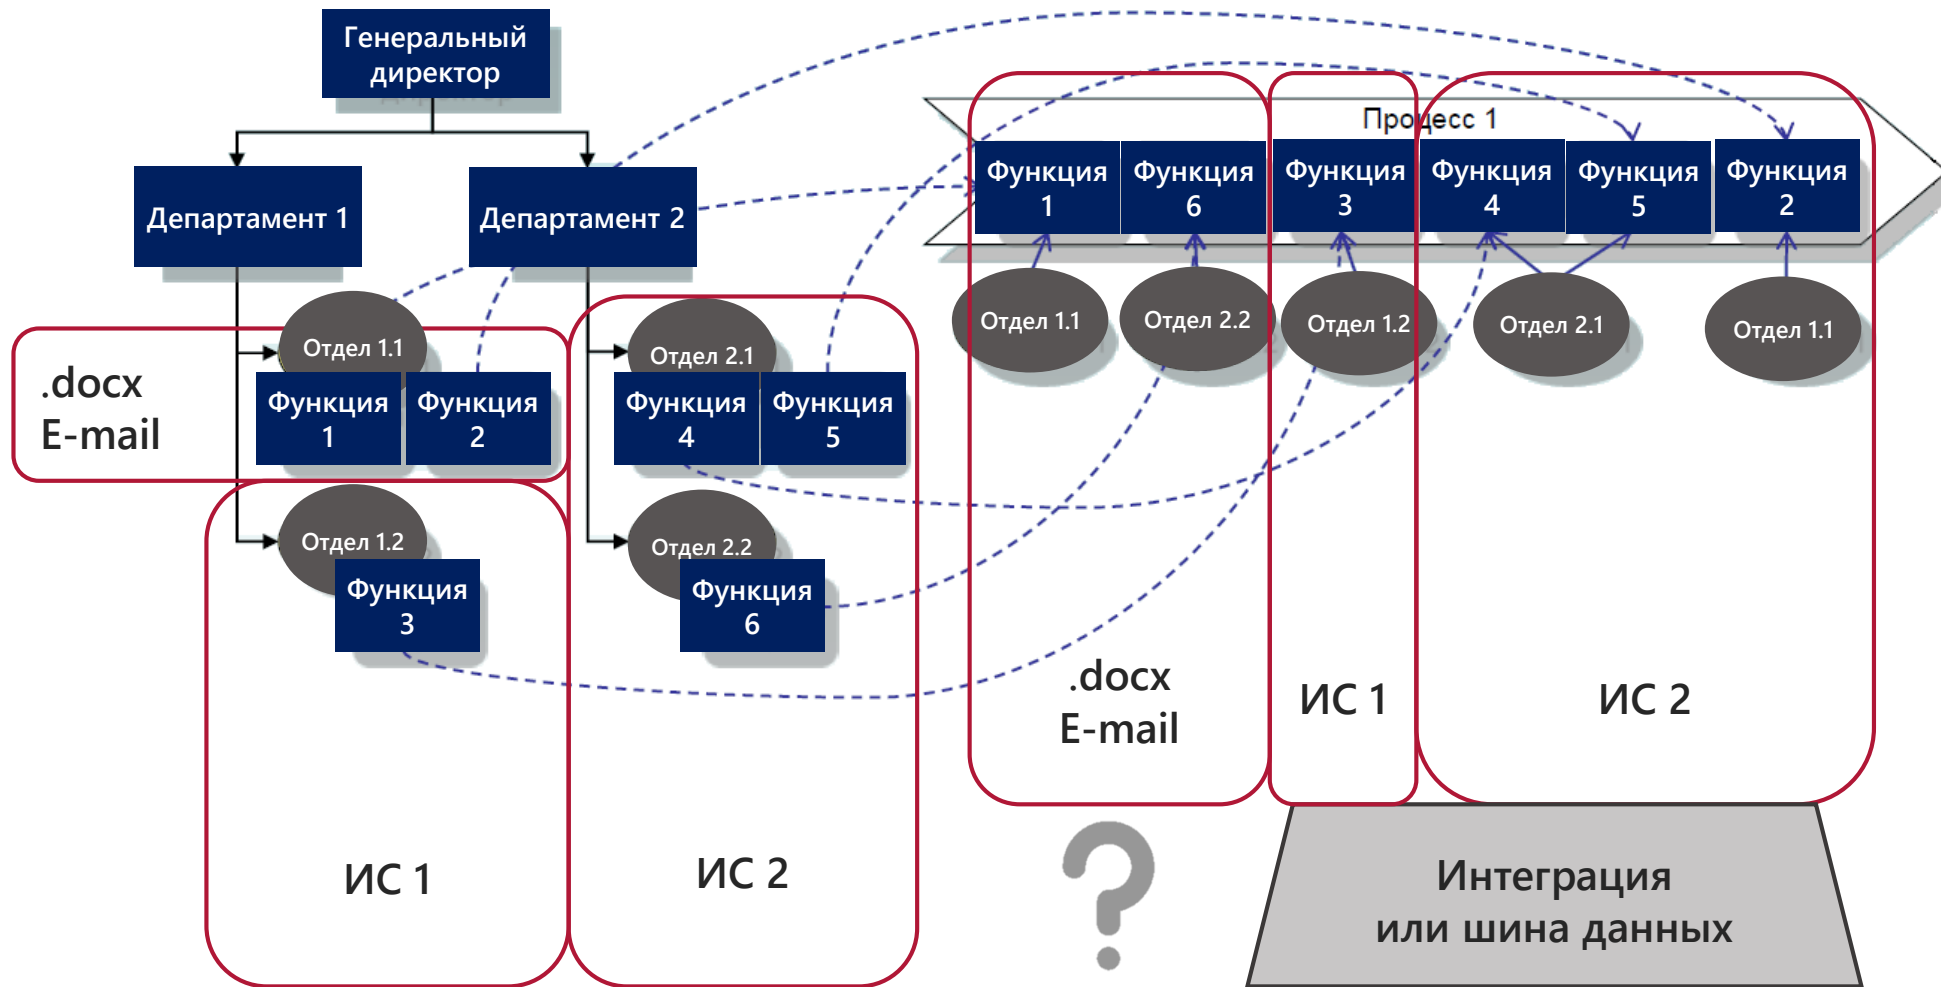 Генеральный
директор
Департамент 1
Департамент 2
Отдел 1.1
.docx
E-mail
Функция
1
Функция
2
Отдел 2.1
Функция
4
Функция
5
Отдел 1.2
Функция
3
Отдел 2.2
Функция
6
ИС 1
ИС 2
Процесс 1
Функция
1
Функция
6
Функция
3
Функция
4
Функция
5
Функция
2
Отдел 1.1
Отдел 2.2
Отдел 1.2
Отдел 2.1
Отдел 1.1
.docx
E-mail
ИС 1
ИС 2
?
Интеграция
или шина данных